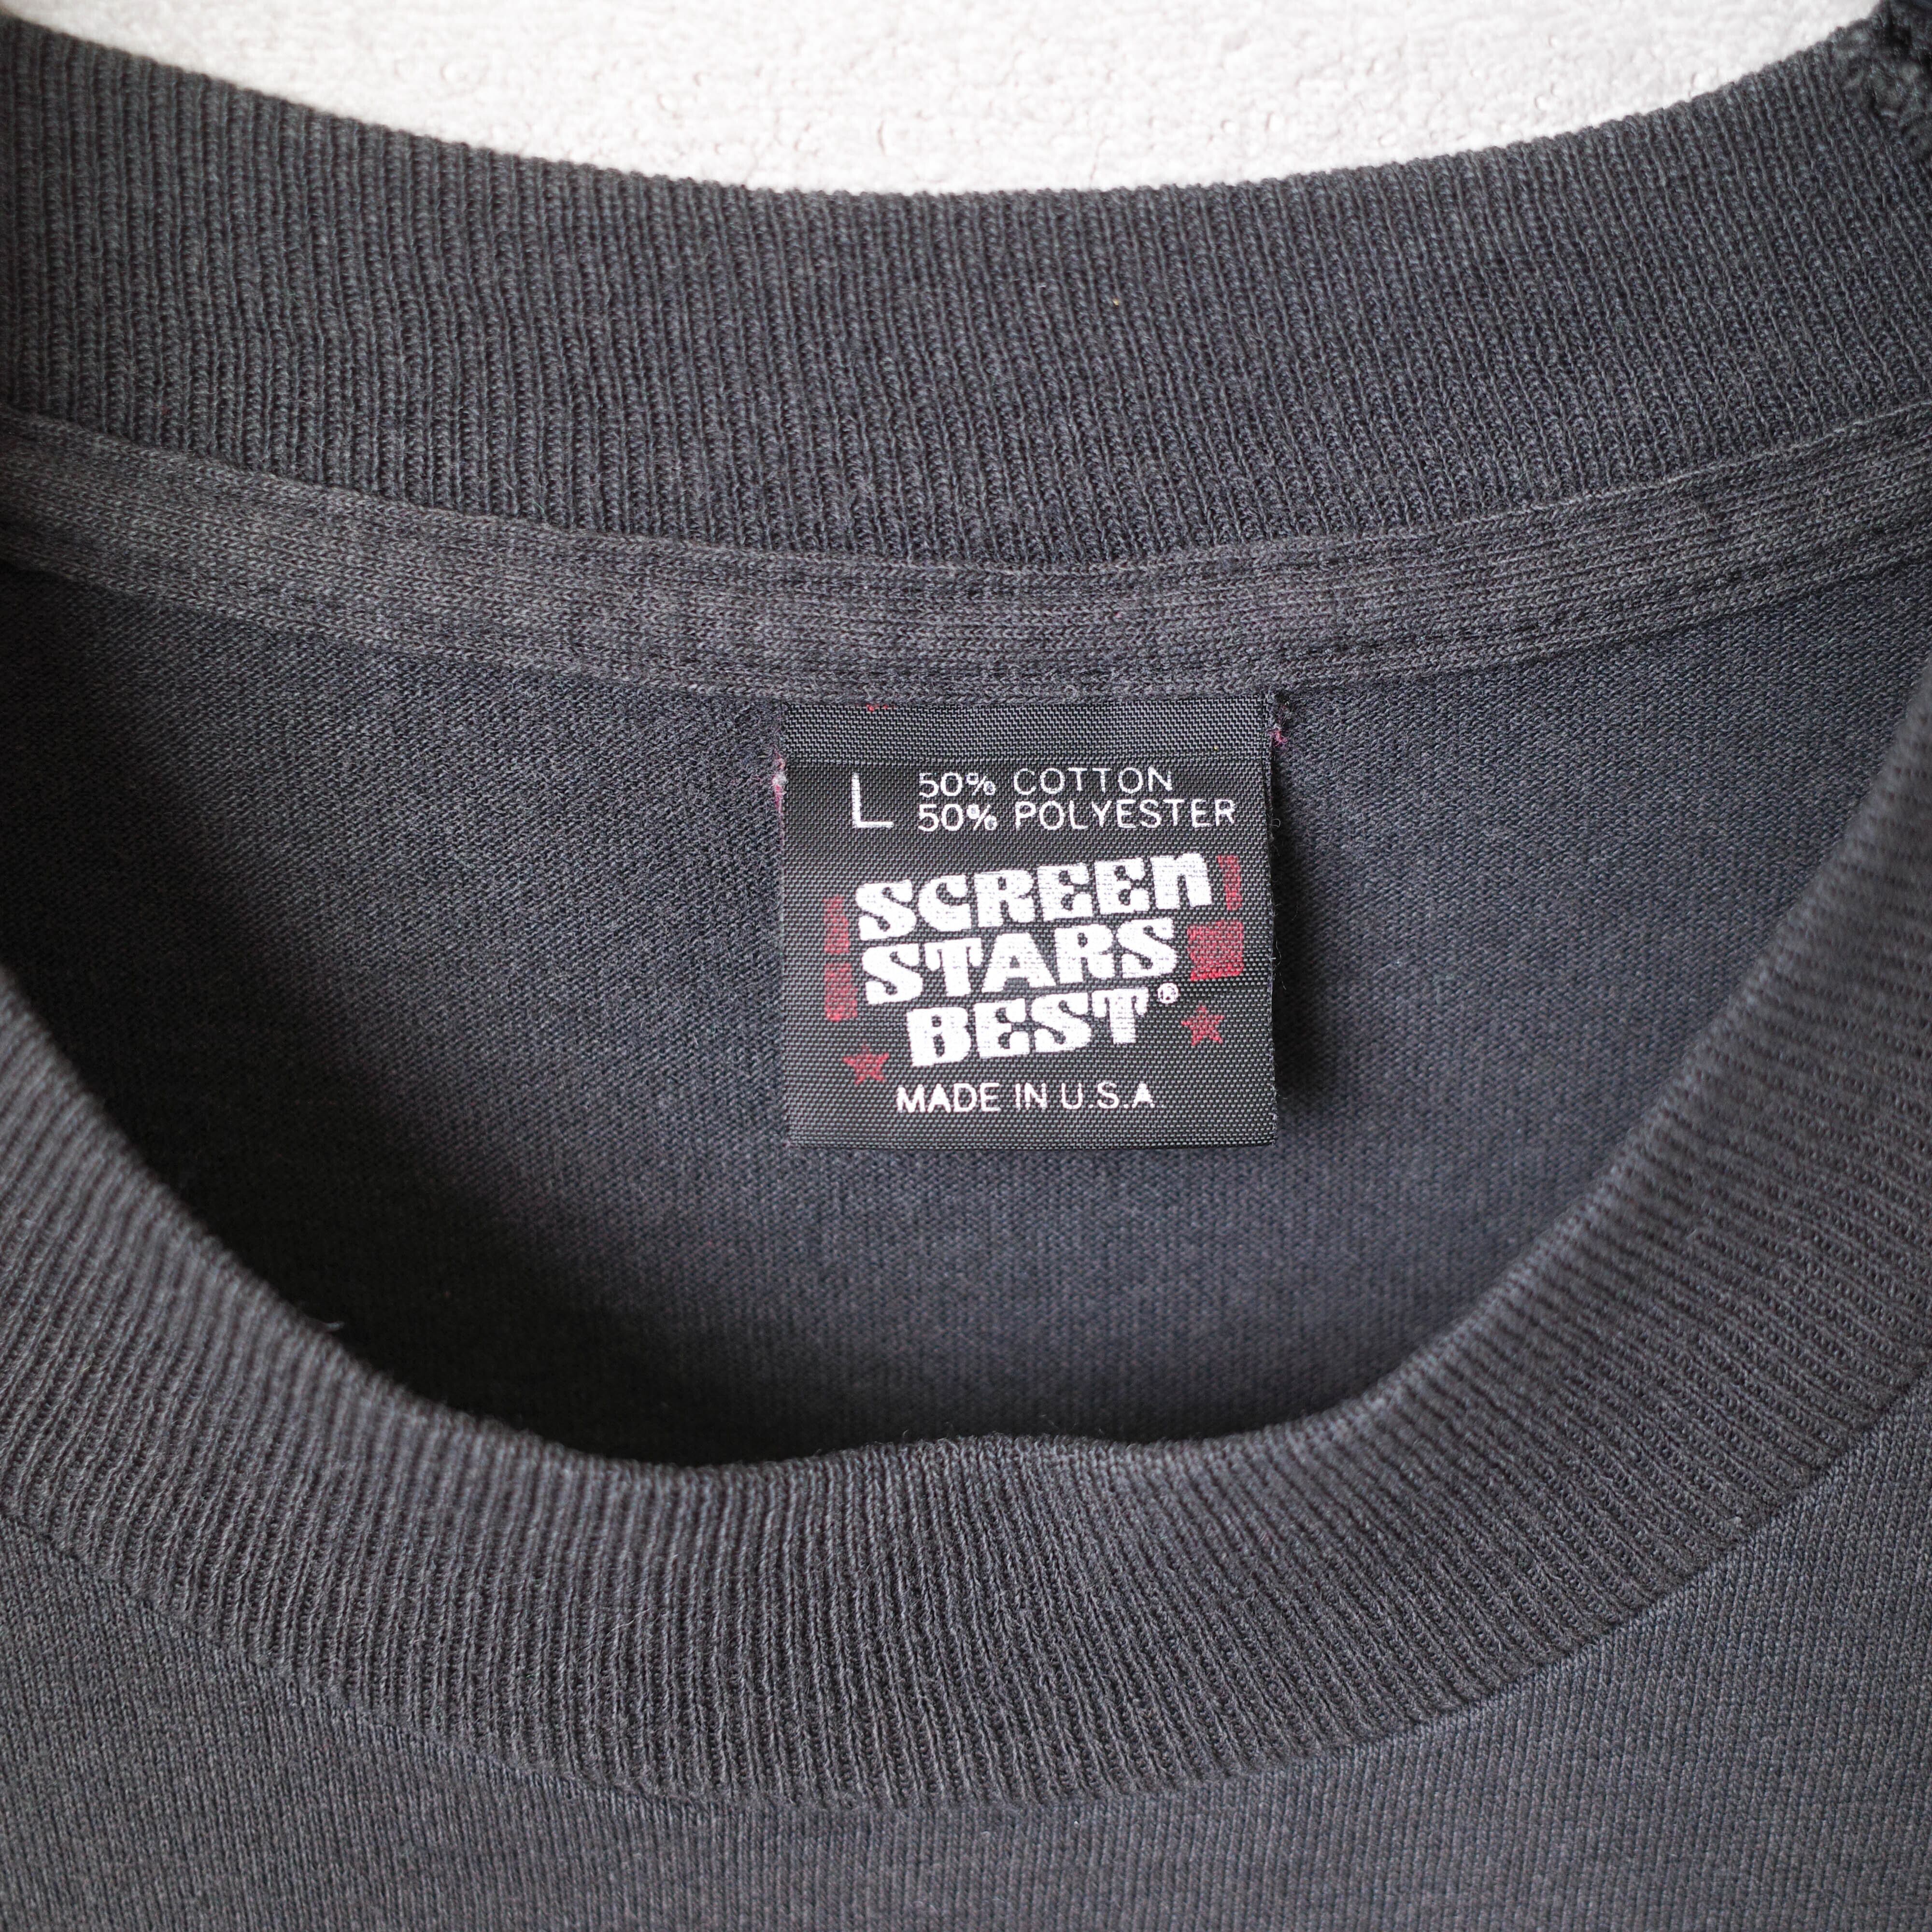 L 50% COTTON
50% POLYESTER
SCREEN
STARS
BEST®
MADE IN U.S.A